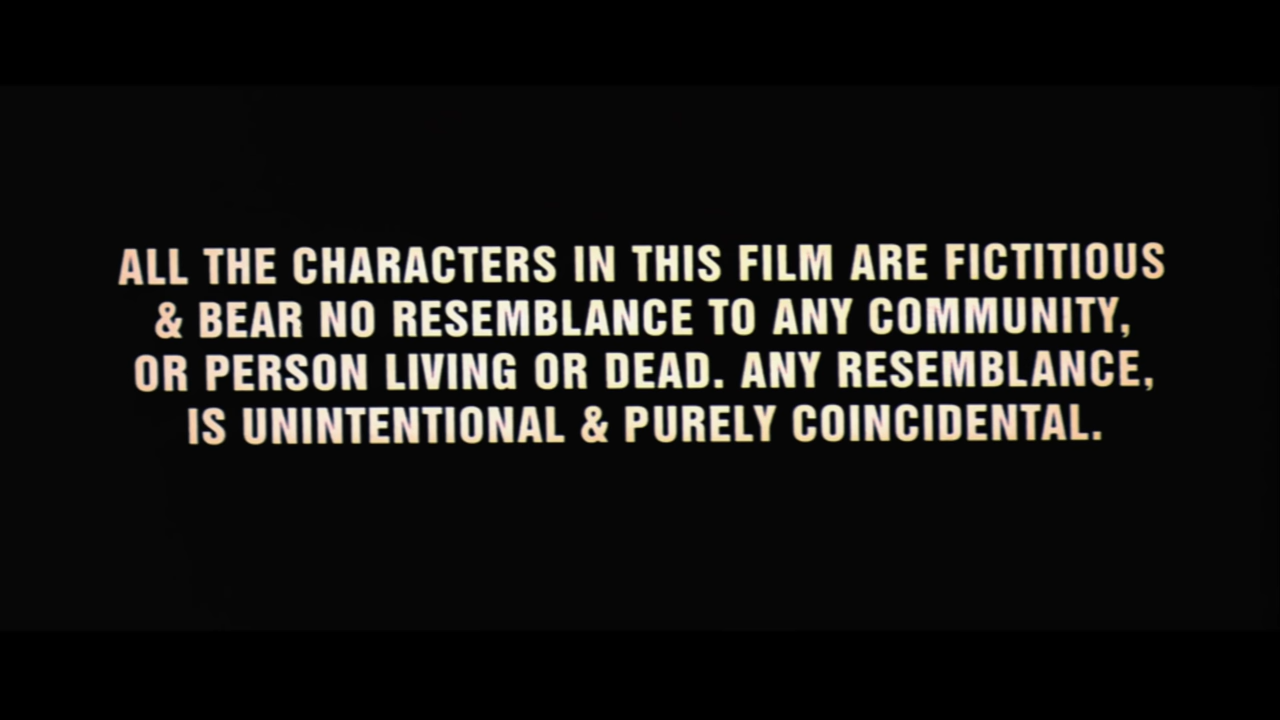 ALL THE CHARACTERS IN THIS FILM ARE FICTITIOUS
& BEAR NO RESEMBLANCE TO ANY COMMUNITY,
OR PERSON LIVING OR DEAD. ANY RESEMBLANCE,
IS UNINTENTIONAL & PURELY COINCIDENTAL.